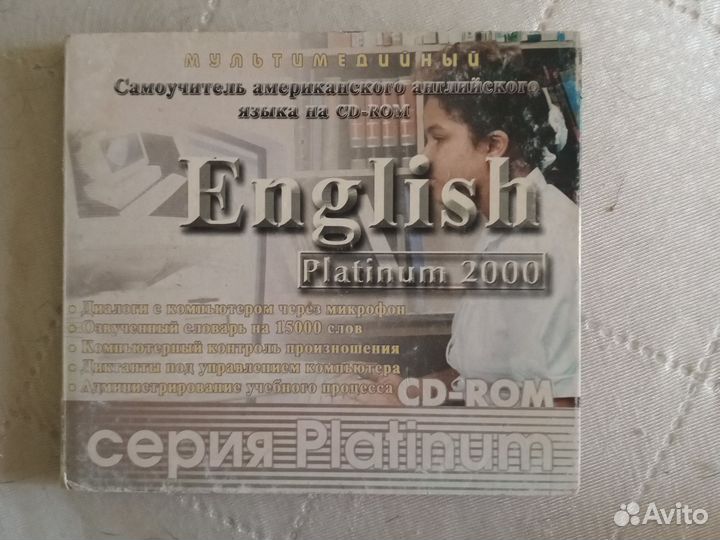 МУЛЬТИМЕДИЙНЫЙ
Самоучитель американского английского
языка на CD-ROM
English
Platinum 2000
• Диалоги с компьютером через микрофон
• Озвученный словарь на 15000 слов
• Компьютерный контроль произношения
• Диктанты под управлением компьютера
• Администрирование учебного процесса
CD-ROM
серия Platinum
Avito